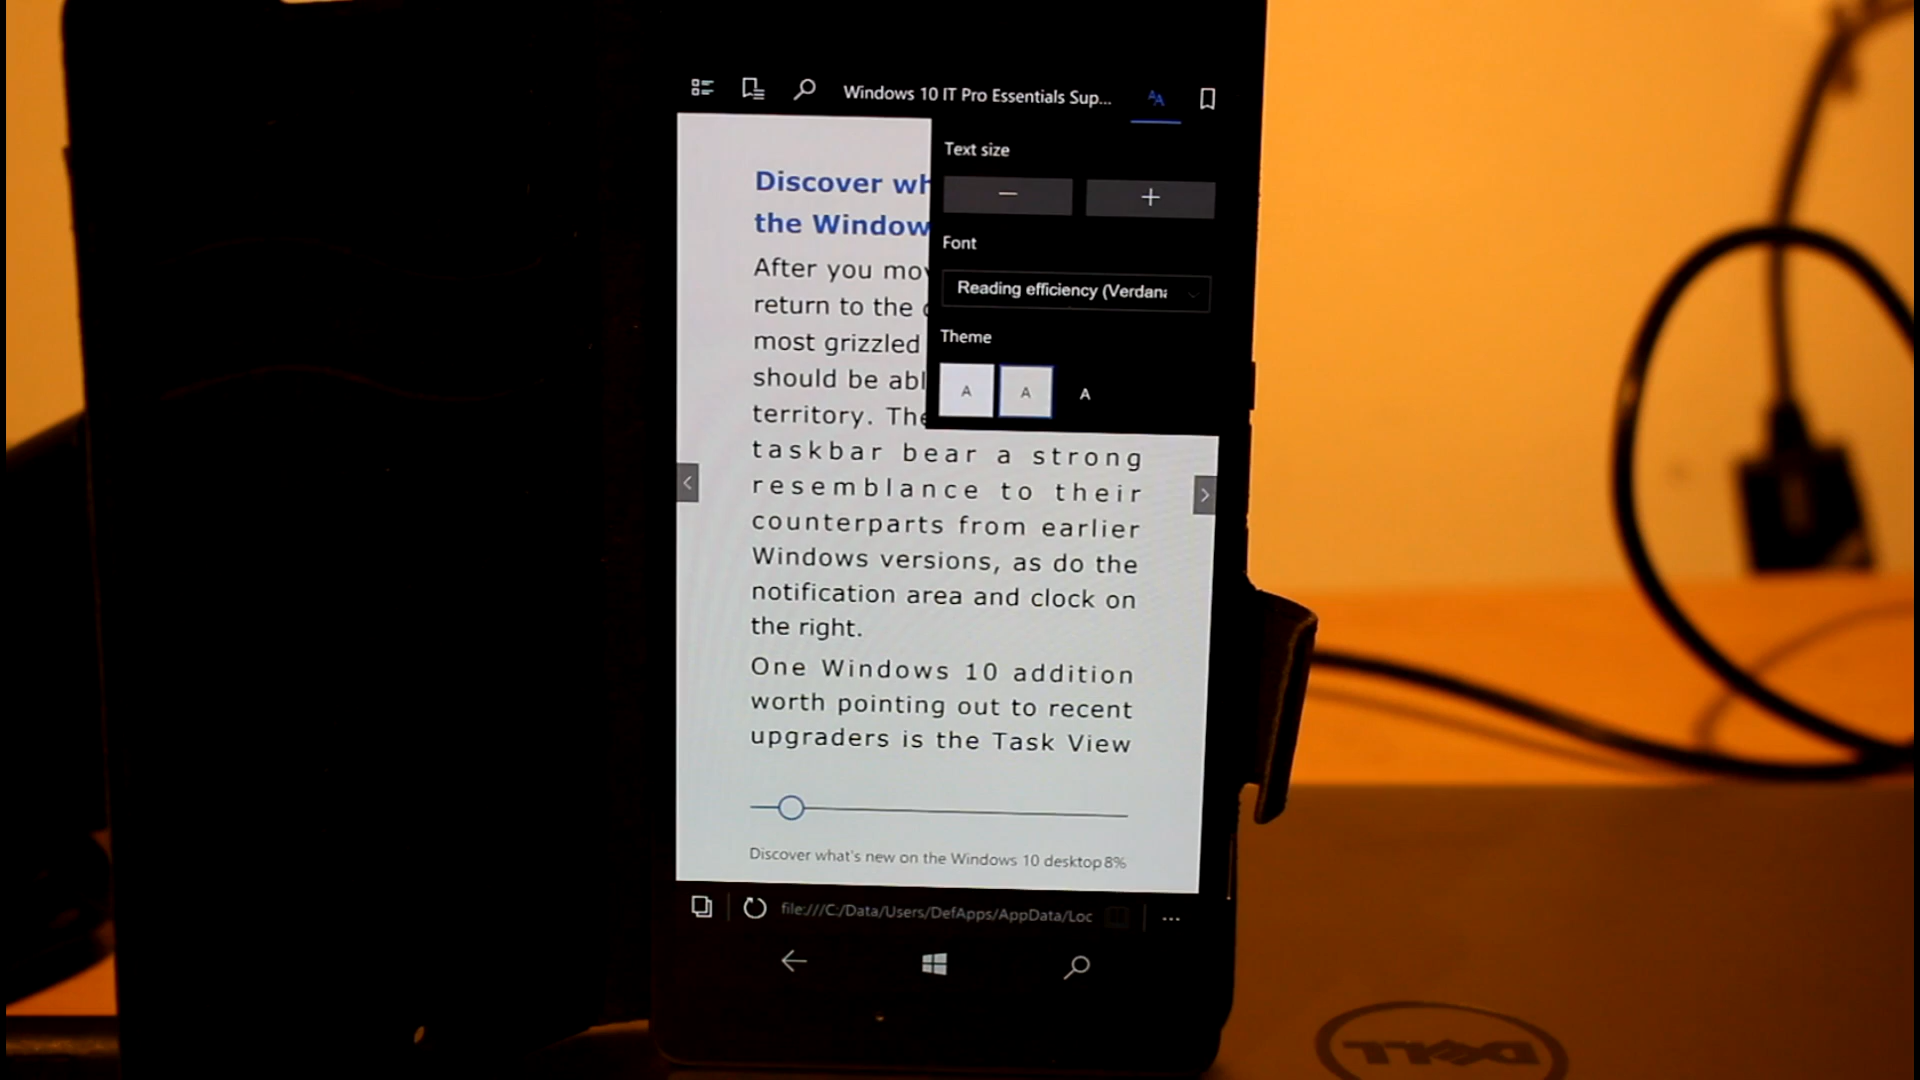 Windows 10 IT Pro Essentials Sup...
AA
Text size
− +
Font
Reading efficiency (Verdana
Theme
A A A
Discover wh
the Window
After you mov
return to the
most grizzled
should be abl
territory. The
taskbar bear a strong
resemblance to their
counterparts from earlier
Windows versions, as do the
notification area and clock on
the right.
One Windows 10 addition
worth pointing out to recent
upgraders is the Task View
Discover what's new on the Windows 10 desktop 8%
file:///C:/Data/Users/DefApps/AppData/Loc
DELL